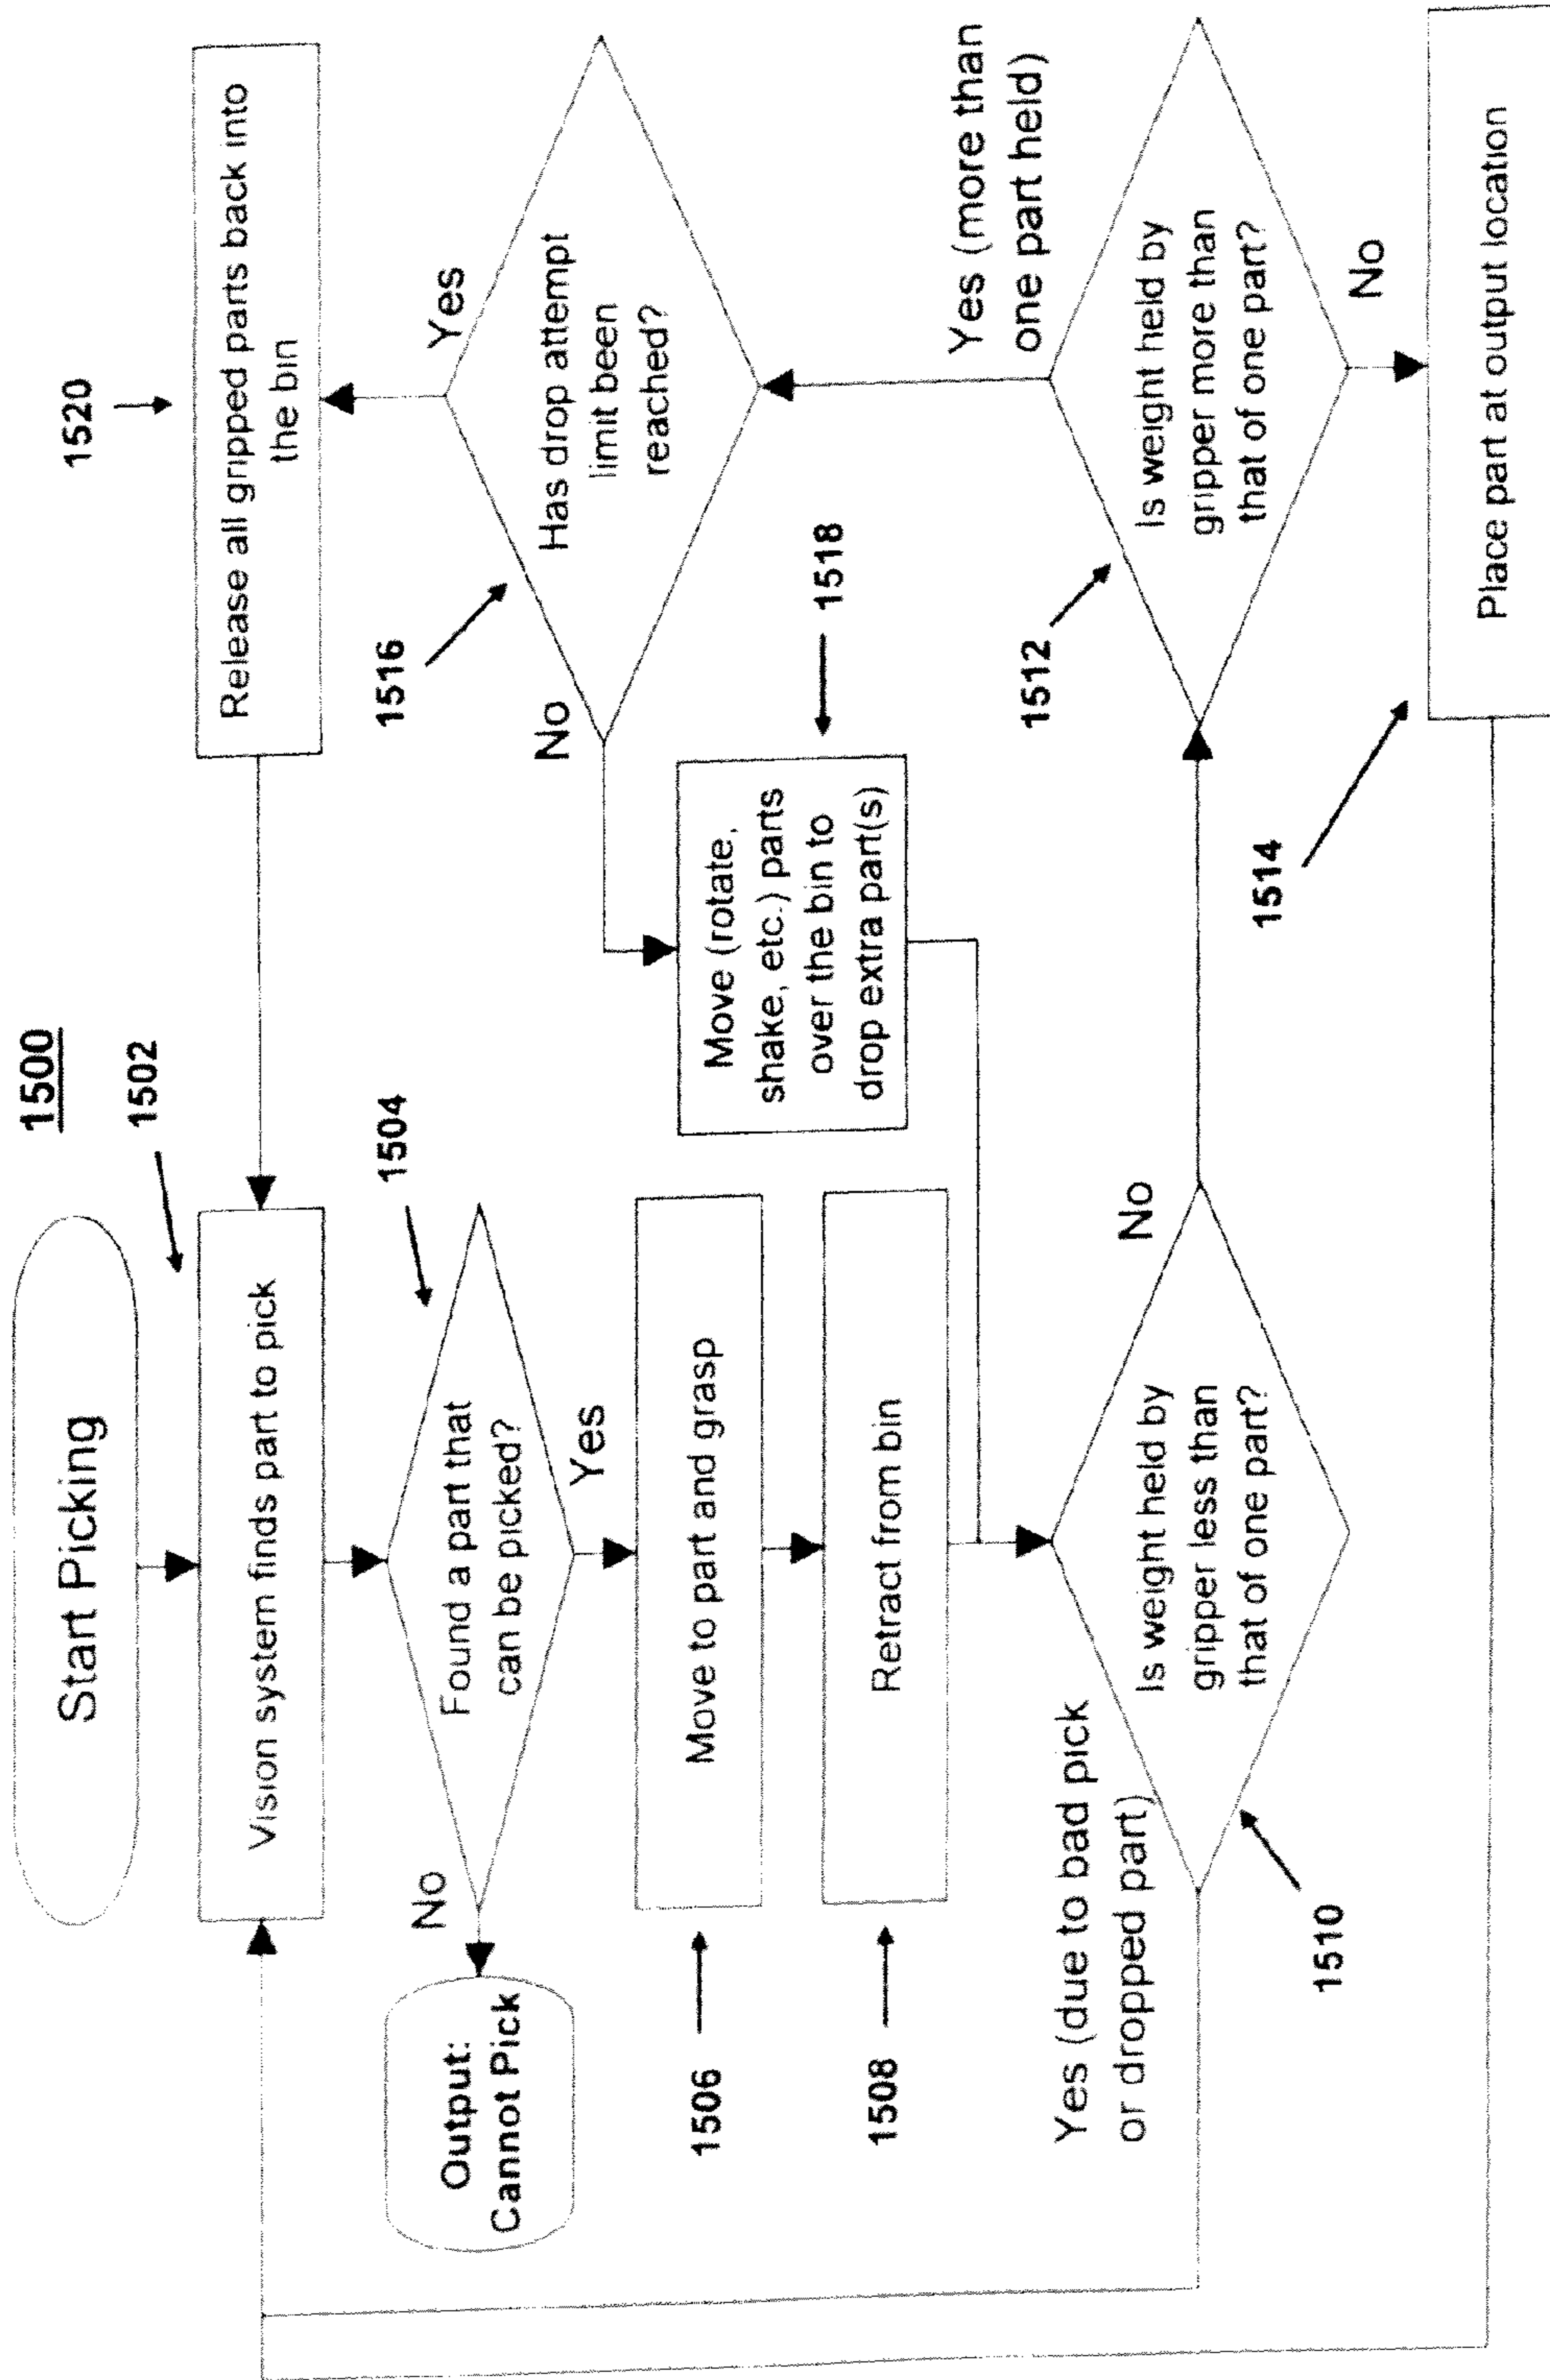 1500
Start Picking
1502
Vision system finds part to pick
1504
Found a part that
can be picked?
No
Output:
Cannot Pick
Yes
1506
Move to part and grasp
1508
Retract from bin
Yes (due to bad pick
or dropped part)
Is weight held by
gripper less than
that of one part?
1510
No
1520
Release all gripped parts back into
the bin
Yes
1516
Has drop attempt
limit been
reached?
No
1518
Move (rotate,
shake, etc.) parts
over the bin to
drop extra part(s)
Yes (more than
one part held)
1512
Is weight held by
gripper more than
that of one part?
No
1514
Place part at output location